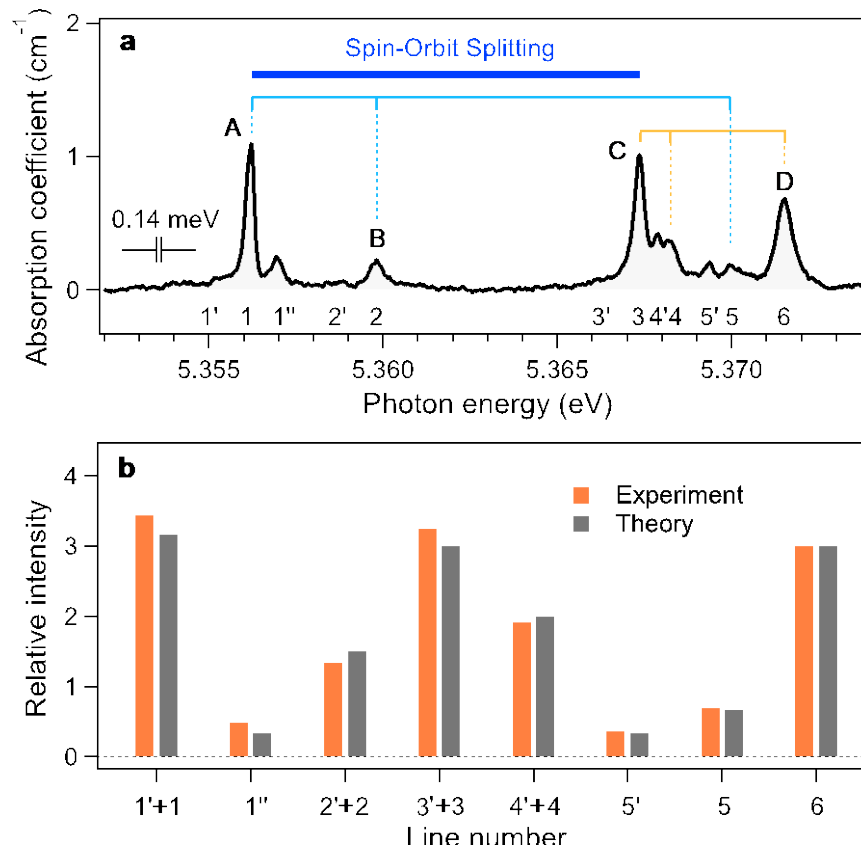 a
Spin-Orbit Splitting
Absorption coefficient (cm⁻¹)
2
1
0
0.14 meV
A
B
C
D
1' 1 1" 2' 2 3' 3 4' 4 5' 5 6
5.355 5.360 5.365 5.370
Photon energy (eV)
b
Relative intensity
4
3
2
1
0
Experiment
Theory
1'+1 1" 2'+2 3'+3 4'+4 5' 5 6
Line number